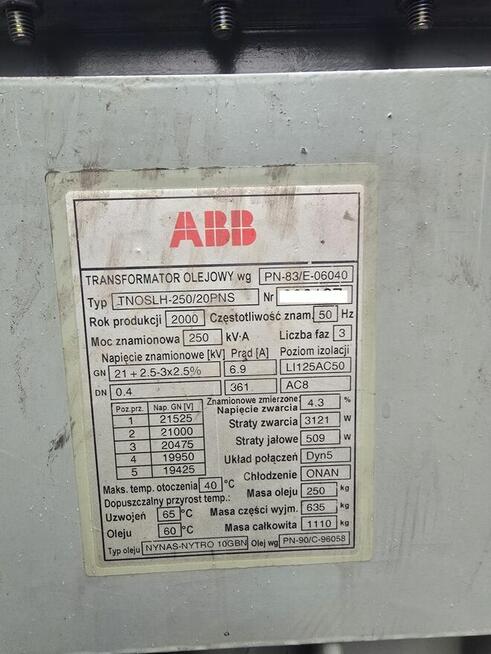 ABB
TRANSFORMATOR OLEJOWY wg PN-83/E-06040
Typ TNOSLH-250/20PNS Nr
Rok produkcji 2000 Częstotliwość znam. 50 Hz
Moc znamionowa 250 kV·A Liczba faz 3
Napięcie znamionowe [kV] Prąd [A] Poziom izolacji
GN 21 + 2.5-3x2.5% 6.9 LI125AC50
DN 0.4 361 AC8
Poz.prz. Nap. GN [V]
1 21525
2 21000
3 20475
4 19950
5 19425
Znamionowe zmierzone:
Napięcie zwarcia 4.3 %
Straty zwarcia 3121 W
Straty jałowe 509 W
Układ połączeń Dyn5
Chłodzenie ONAN
Maks. temp. otoczenia 40 °C
Masa oleju 250 kg
Dopuszczalny przyrost temp.:
Uzwojeń 65 °C Masa części wyjm. 635 kg
Oleju 60 °C Masa całkowita 1110 kg
Typ oleju NYNAS-NYTRO 10GBN Olej wg PN-90/C-96058